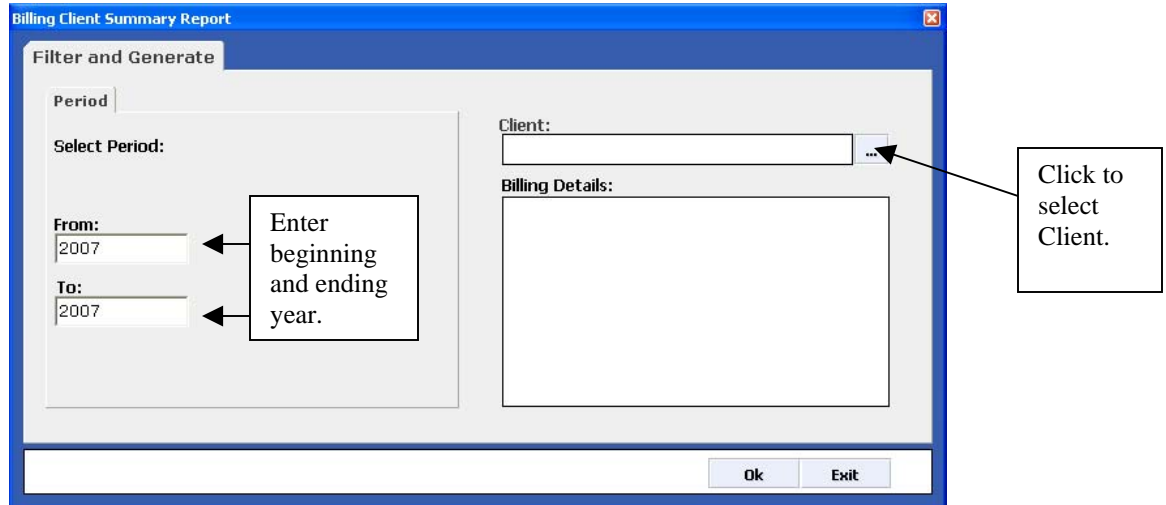 Billing Client Summary Report
Filter and Generate
Period
Select Period:
From:
2007
To:
2007
Enter
beginning
and ending
year.
Client:
...
Billing Details:
Click to
select
Client.
Ok
Exit